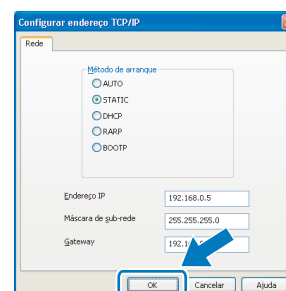 Configurar endereço TCP/IP
Rede
Método de arranque
AUTO
STATIC
DHCP
RARP
BOOTP
Endereço IP 192.168.0.5
Máscara de sub-rede 255.255.255.0
Gateway
OK Cancelar Ajuda